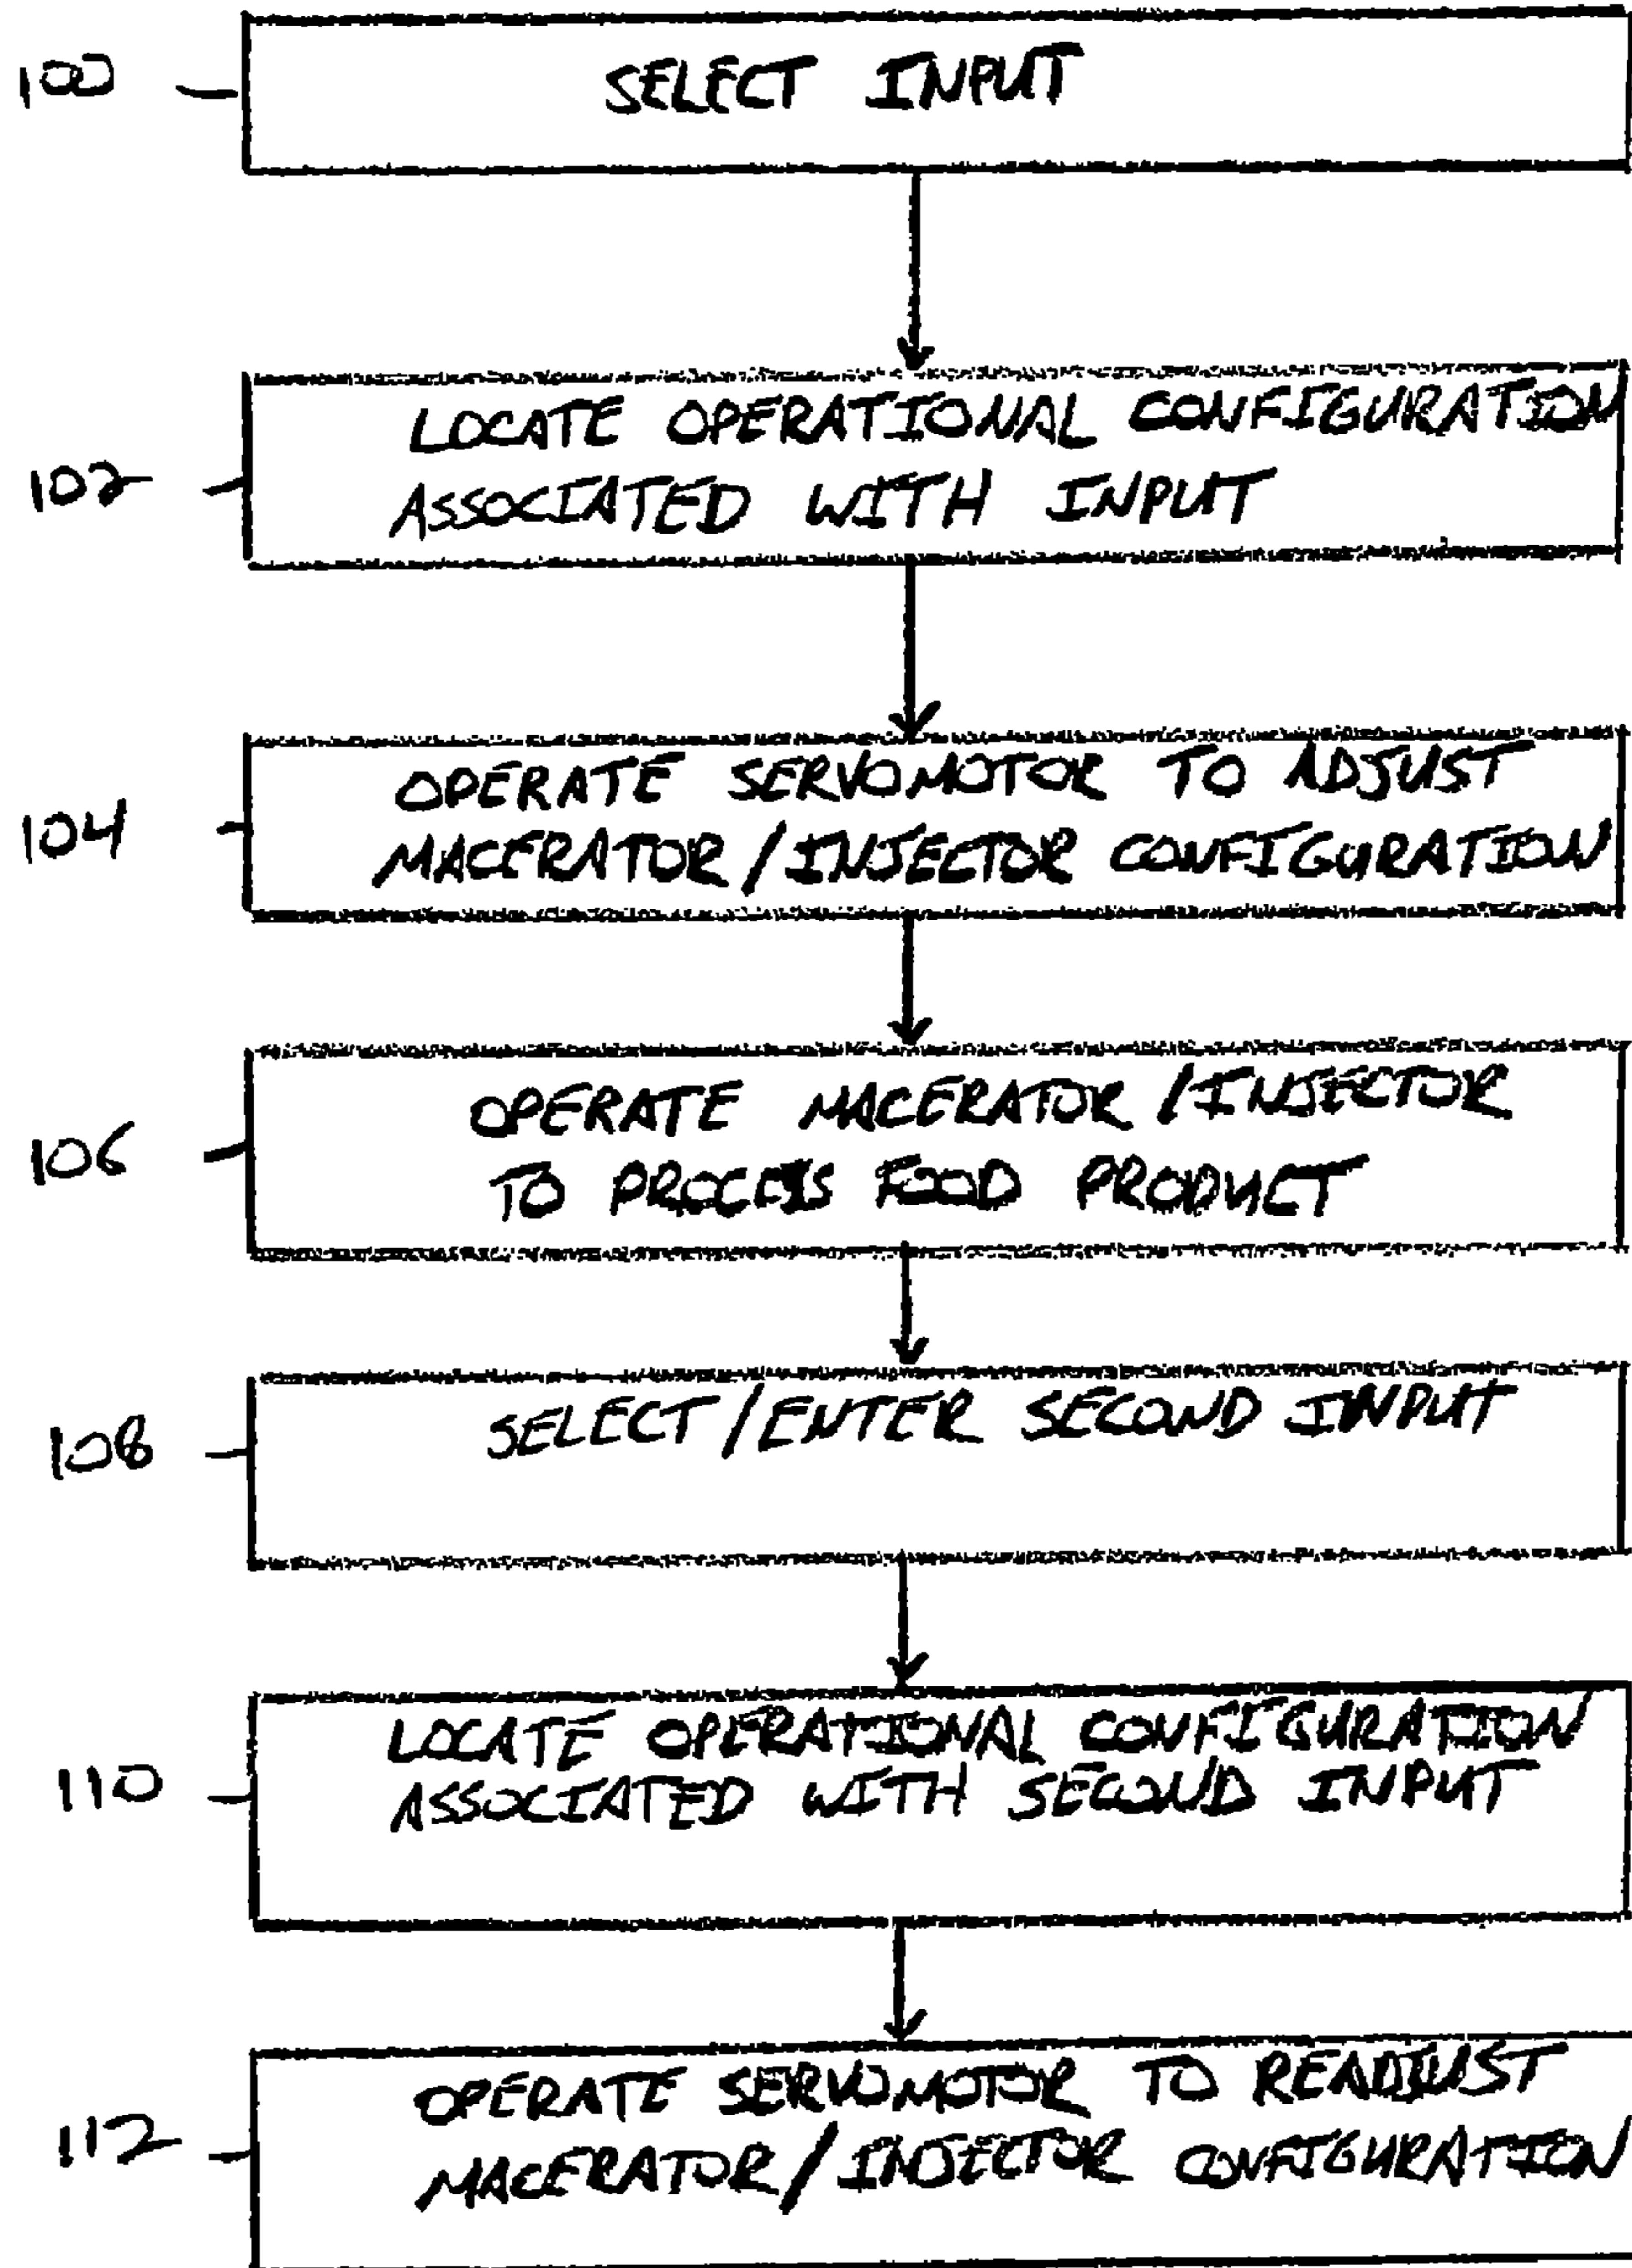 100
SELECT INPUT
102
LOCATE OPERATIONAL CONFIGURATION
ASSOCIATED WITH INPUT
104
OPERATE SERVOMOTOR TO ADJUST
MACERATOR/INJECTOR CONFIGURATION
106
OPERATE MACERATOR/INJECTOR
TO PROCESS FOOD PRODUCT
108
SELECT/ENTER SECOND INPUT
110
LOCATE OPERATIONAL CONFIGURATION
ASSOCIATED WITH SECOND INPUT
112
OPERATE SERVOMOTOR TO READJUST
MACERATOR/INJECTOR CONFIGURATION